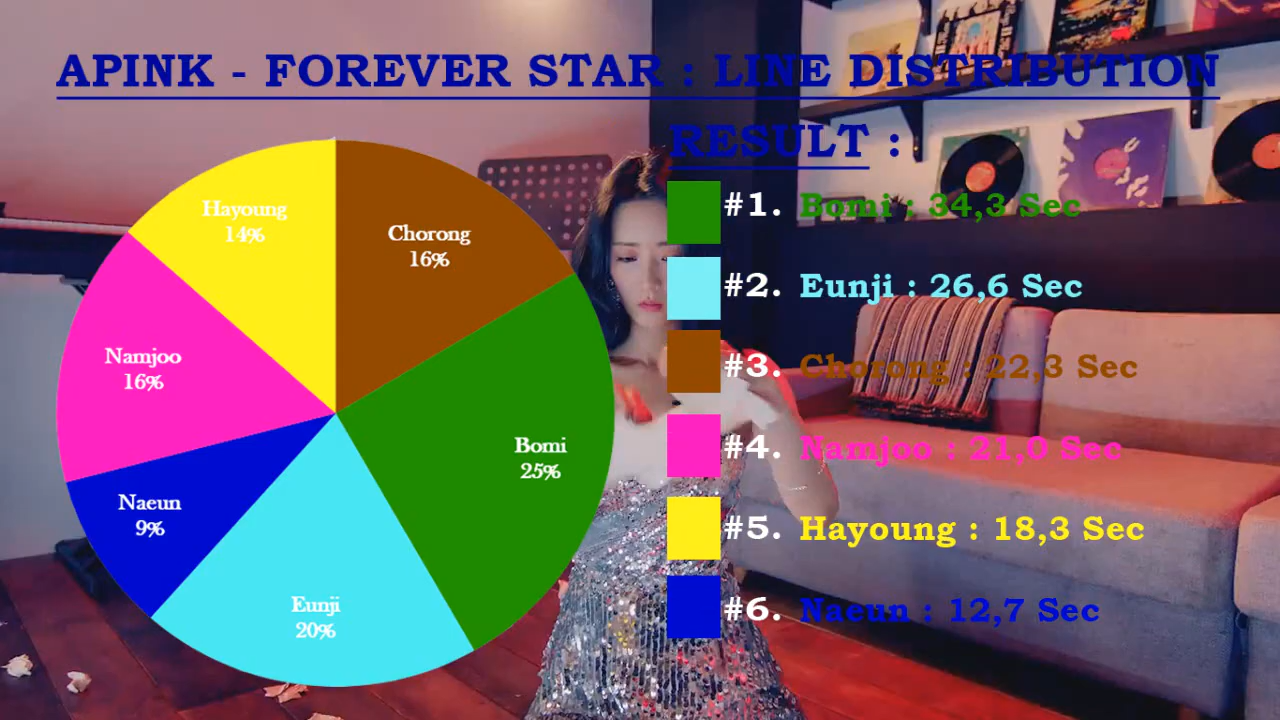 APINK - FOREVER STAR : LINE DISTRIBUTION
RESULT :
Hayoung
14%
Chorong
16%
Namjoo
16%
Bomi
25%
Naeun
9%
Eunji
20%
#1. Bomi : 34,3 Sec
#2. Eunji : 26,6 Sec
#3. Chorong : 22,3 Sec
#4. Namjoo : 21,0 Sec
#5. Hayoung : 18,3 Sec
#6. Naeun : 12,7 Sec